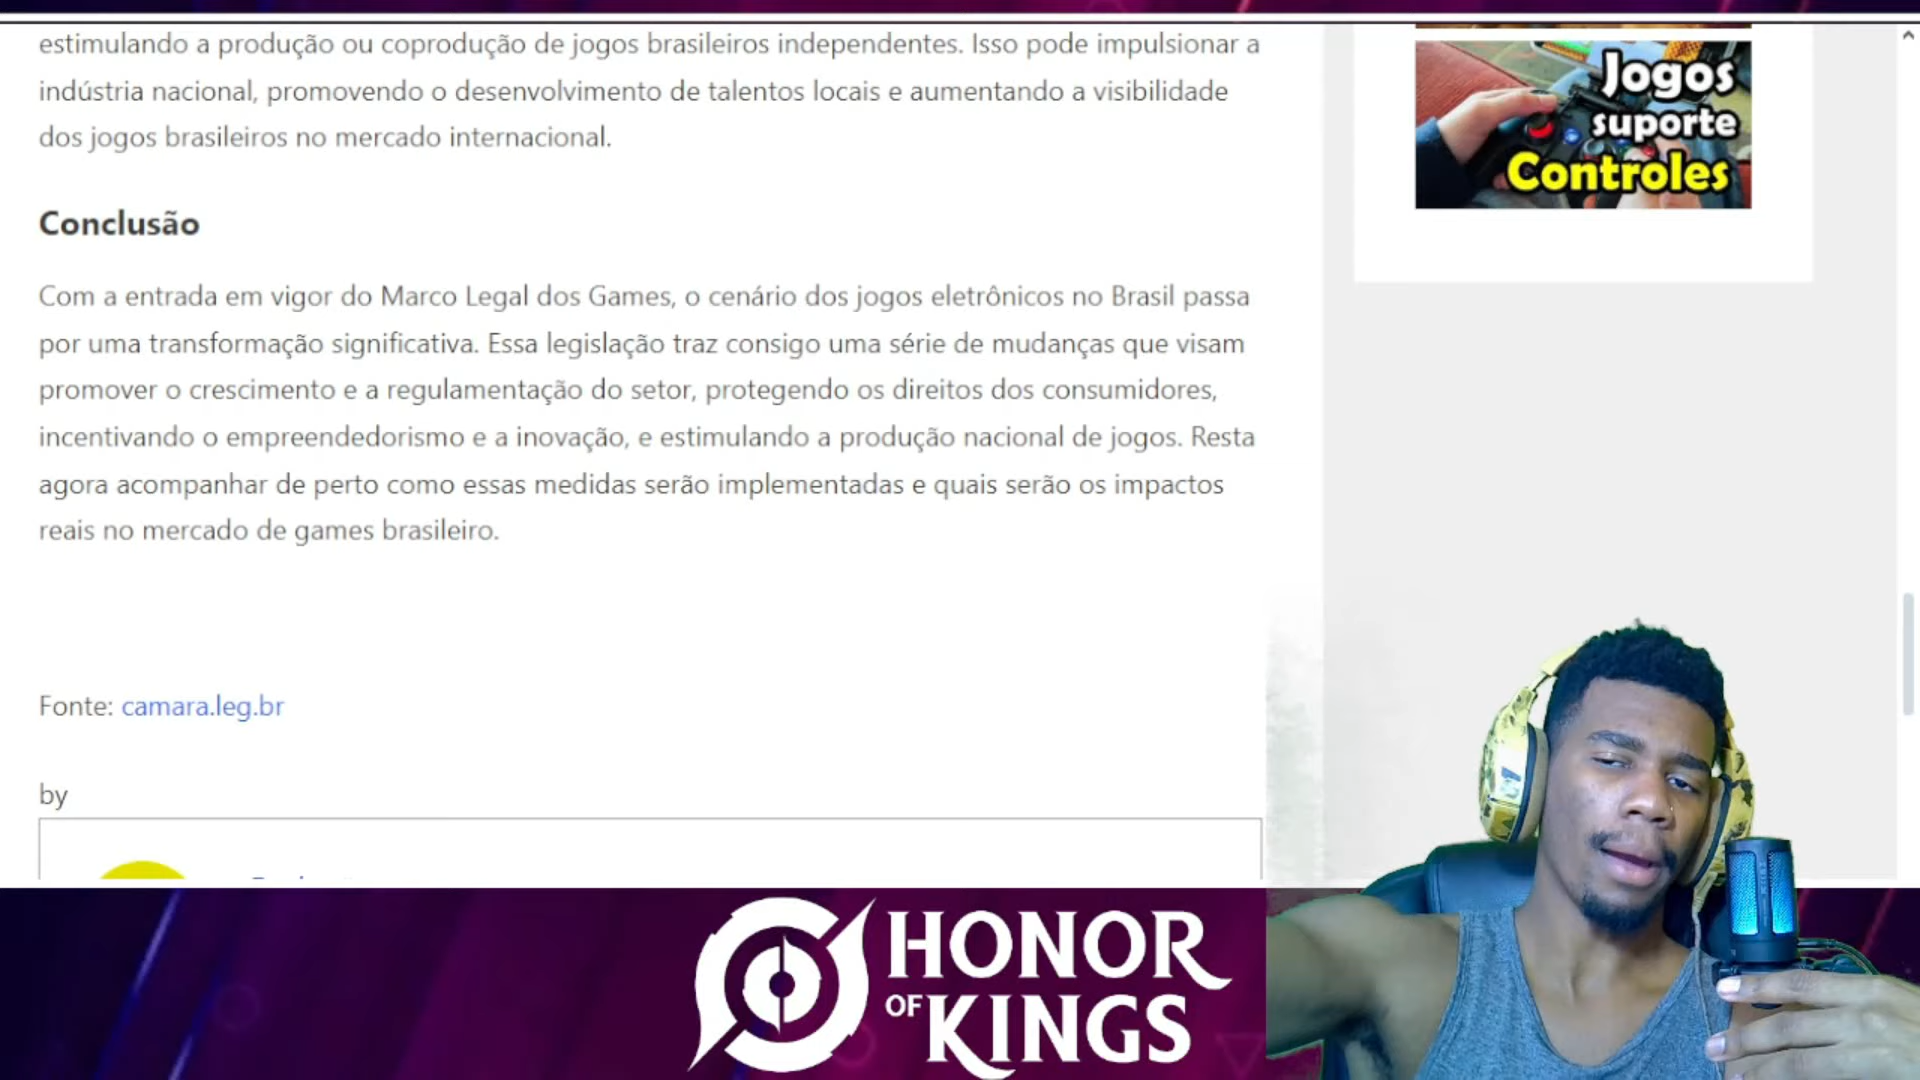 estimulando a produção ou coprodução de jogos brasileiros independentes. Isso pode impulsionar a
indústria nacional, promovendo o desenvolvimento de talentos locais e aumentando a visibilidade
dos jogos brasileiros no mercado internacional.
Conclusão
Com a entrada em vigor do Marco Legal dos Games, o cenário dos jogos eletrônicos no Brasil passa
por uma transformação significativa. Essa legislação traz consigo uma série de mudanças que visam
promover o crescimento e a regulamentação do setor, protegendo os direitos dos consumidores,
incentivando o empreendedorismo e a inovação, e estimulando a produção nacional de jogos. Resta
agora acompanhar de perto como essas medidas serão implementadas e quais serão os impactos
reais no mercado de games brasileiro.
Fonte: camara.leg.br
by
Jogos
suporte
Controles
HONOR
OF KINGS